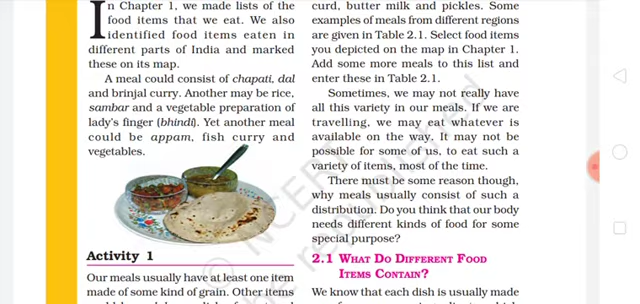 In Chapter 1, we made lists of the
food items that we eat. We also
identified food items eaten in
different parts of India and marked
these on its map.
A meal could consist of chapati, dal
and brinjal curry. Another may be rice,
sambar and a vegetable preparation of
lady's finger (bhindi). Yet another meal
could be appam, fish curry and
vegetables.
Activity 1
Our meals usually have at least one item
made of some kind of grain. Other items
curd, butter milk and pickles. Some
examples of meals from different regions
are given in Table 2.1. Select food items
you depicted on the map in Chapter 1.
Add some more meals to this list and
enter these in Table 2.1.
Sometimes, we may not really have
all this variety in our meals. If we are
travelling, we may eat whatever is
available on the way. It may not be
possible for some of us, to eat such a
variety of items, most of the time.
There must be some reason though,
why meals usually consist of such a
distribution. Do you think that our body
needs different kinds of food for some
special purpose?
2.1 WHAT DO DIFFERENT FOOD
ITEMS CONTAIN?
We know that each dish is usually made
© NCERT
be republished